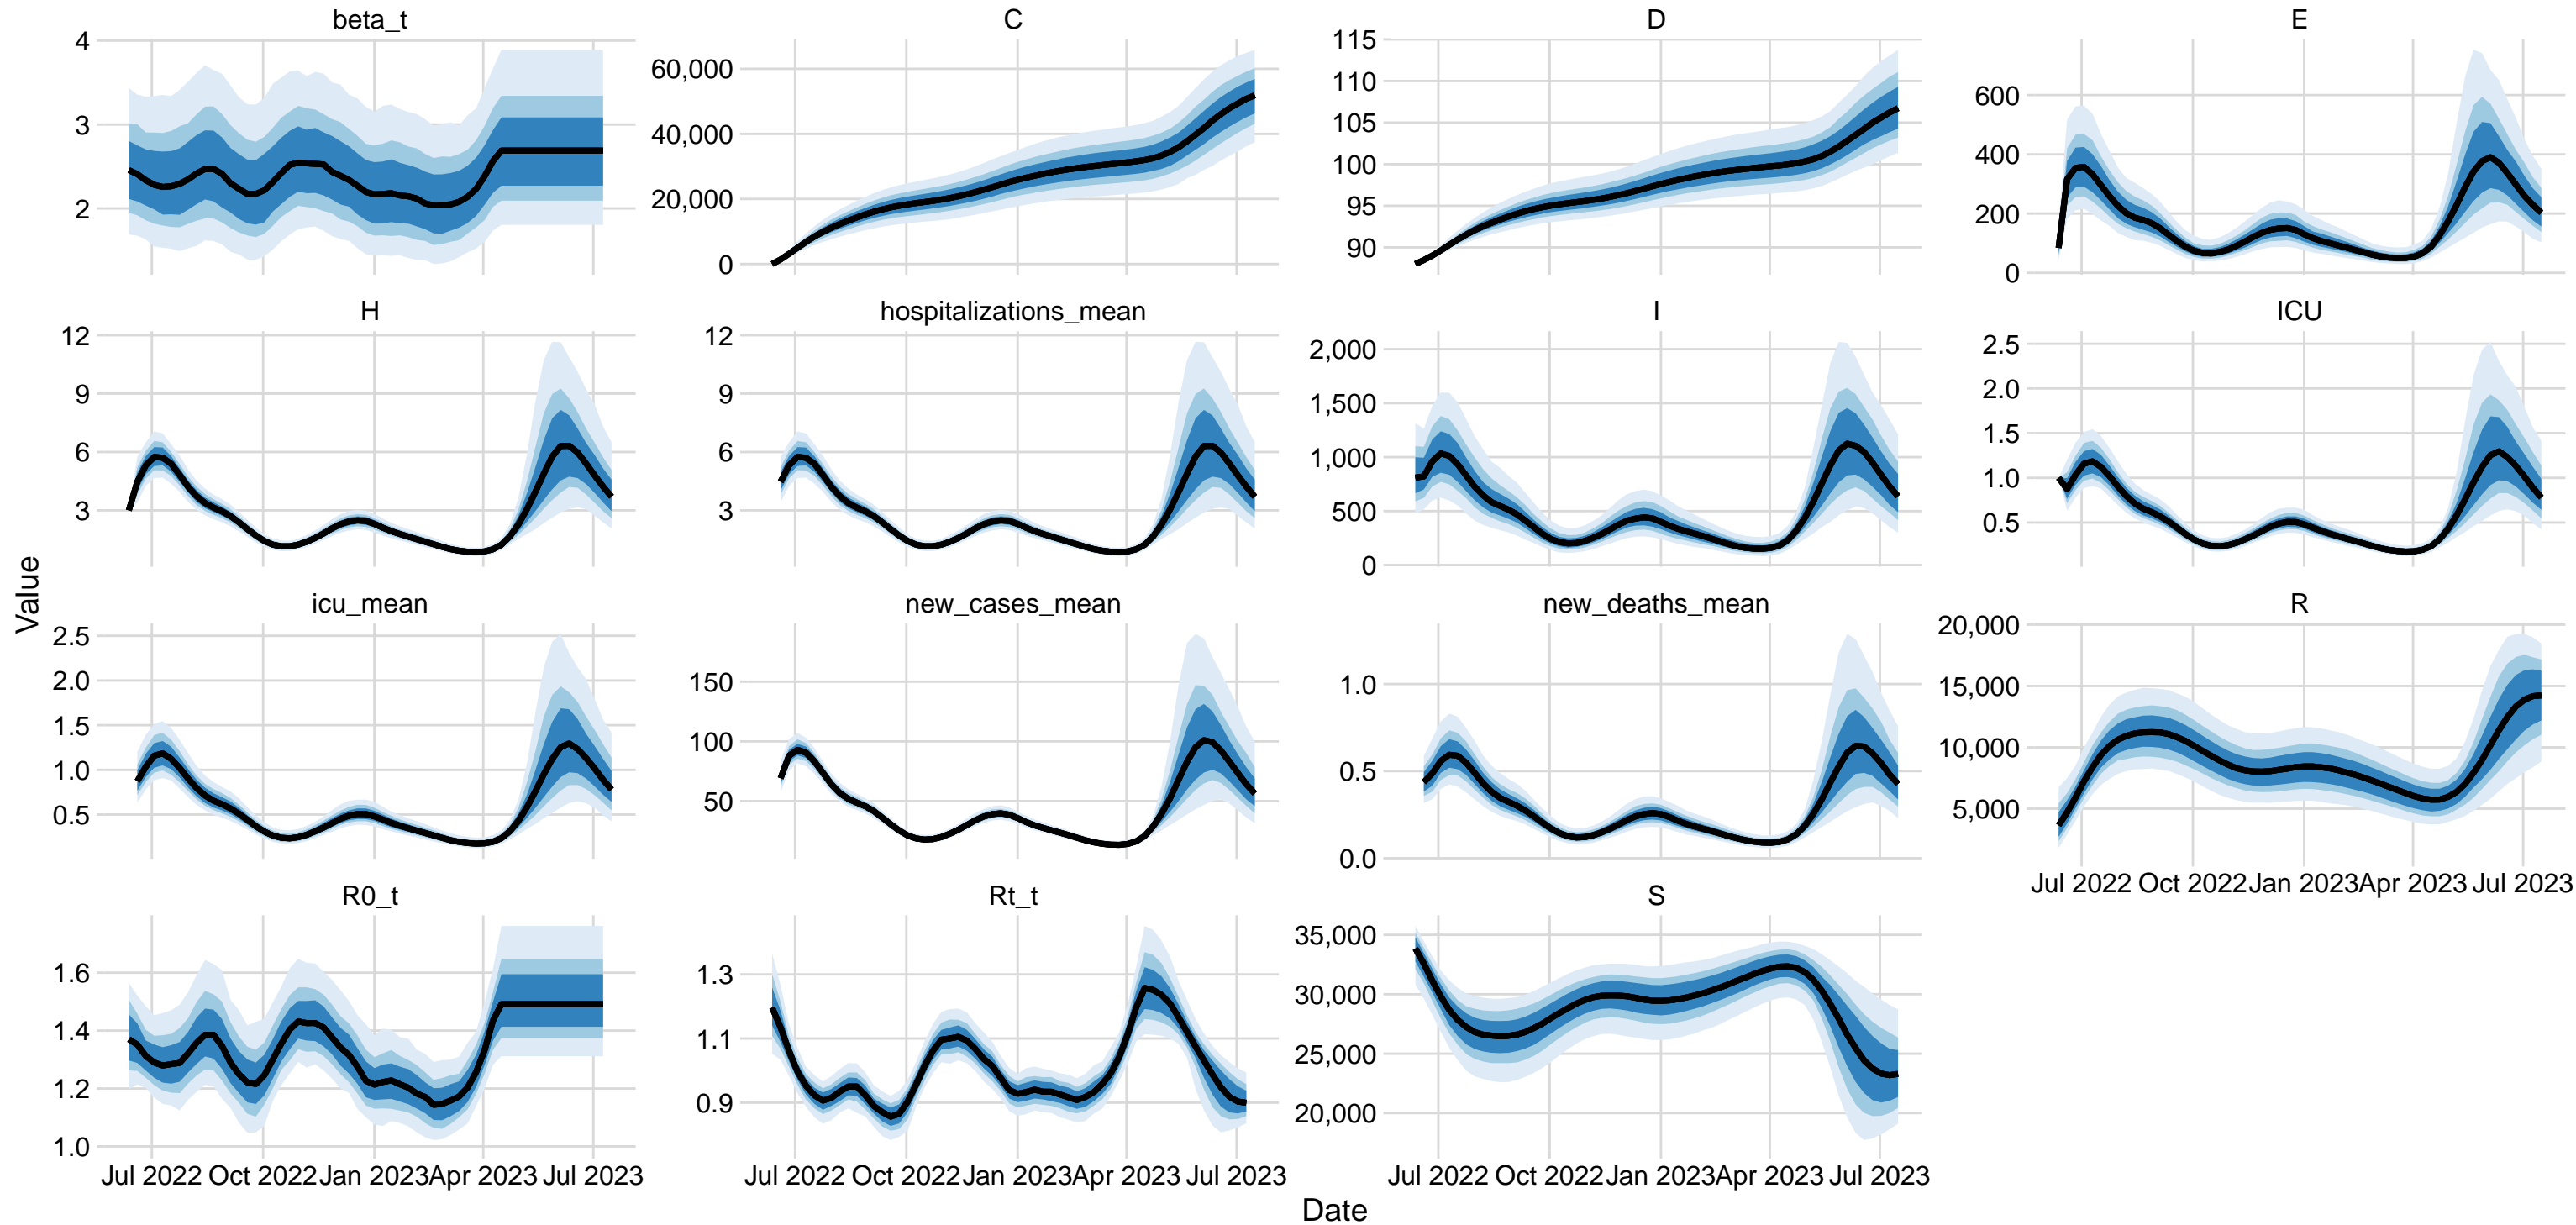 beta_t
4
3
2
C
60,000
40,000
20,000
0
D
115
110
105
100
95
90
E
600
400
200
0
H
12
9
6
3
hospitalizations_mean
12
9
6
3
I
2,000
1,500
1,000
500
0
ICU
2.5
2.0
1.5
1.0
0.5
icu_mean
2.5
2.0
1.5
1.0
0.5
new_cases_mean
150
100
50
new_deaths_mean
1.0
0.5
0.0
R
20,000
15,000
10,000
5,000
Jul 2022 Oct 2022 Jan 2023 Apr 2023 Jul 2023
R0_t
1.6
1.4
1.2
1.0
Jul 2022 Oct 2022 Jan 2023 Apr 2023 Jul 2023
Rt_t
1.3
1.1
0.9
Jul 2022 Oct 2022 Jan 2023 Apr 2023 Jul 2023
S
35,000
30,000
25,000
20,000
Jul 2022 Oct 2022 Jan 2023 Apr 2023 Jul 2023
Value
Date